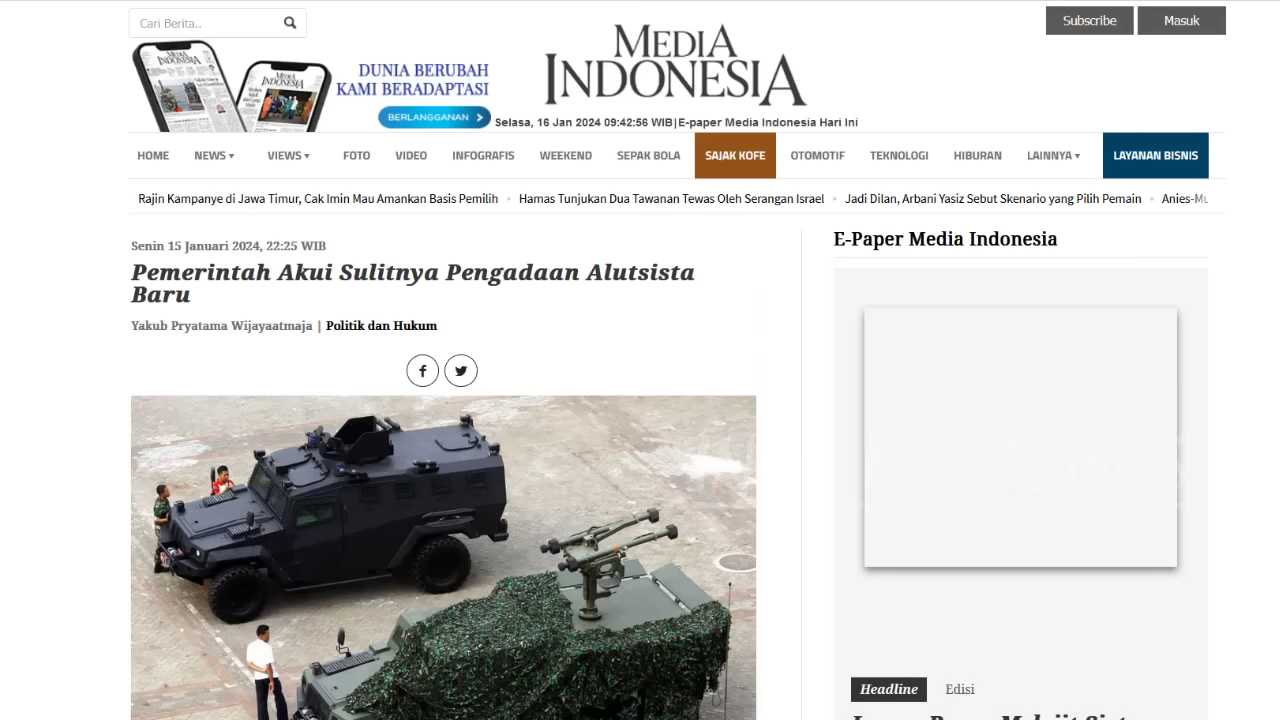 Cari Berita..
Subscribe
Masuk
MEDIA
INDONESIA
DUNIA BERUBAH
KAMI BERADAPTASI
BERLANGGANAN
Selasa, 16 Jan 2024 09:42:56 WIB|E-paper Media Indonesia Hari Ini
HOME NEWS VIEWS FOTO VIDEO INFOGRAFIS WEEKEND SEPAK BOLA SAJAK KOFE OTOMOTIF TEKNOLOGI HIBURAN LAINNYA LAYANAN BISNIS
Rajin Kampanye di Jawa Timur, Cak Imin Mau Amankan Basis Pemilih • Hamas Tunjukan Dua Tawanan Tewas Oleh Serangan Israel • Jadi Dilan, Arbani Yasiz Sebut Skenario yang Pilih Pemain • Anies-Mu
Senin 15 Januari 2024, 22:25 WIB
Pemerintah Akui Sulitnya Pengadaan Alutsista
Baru
Yakub Pryatama Wijayaatmaja | Politik dan Hukum
E-Paper Media Indonesia
Headline
Edisi